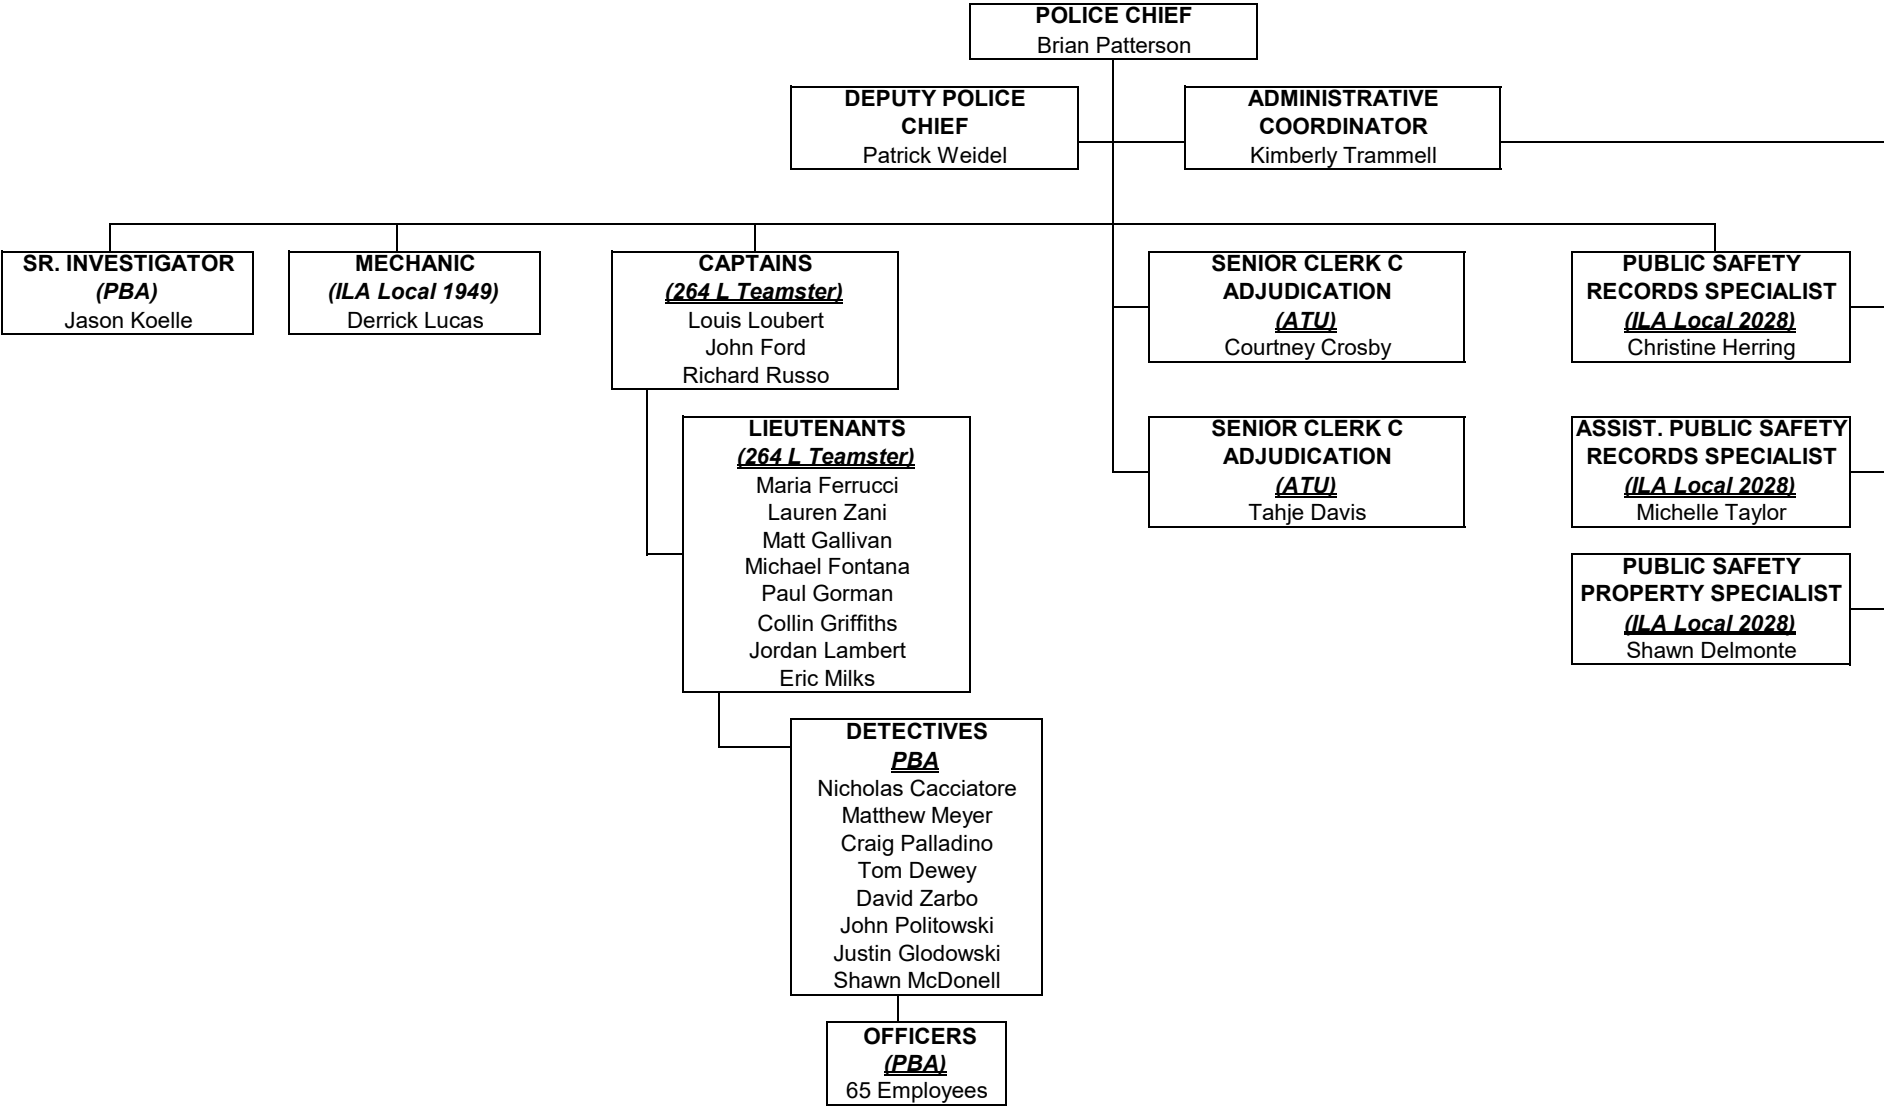 POLICE CHIEF
Brian Patterson
DEPUTY POLICE
CHIEF
Patrick Weidel
ADMINISTRATIVE
COORDINATOR
Kimberly Trammell
SR. INVESTIGATOR
(PBA)
Jason Koelle
MECHANIC
(ILA Local 1949)
Derrick Lucas
CAPTAINS
(264 L Teamster)
Louis Loubert
John Ford
Richard Russo
SENIOR CLERK C
ADJUDICATION
(ATU)
Courtney Crosby
PUBLIC SAFETY
RECORDS SPECIALIST
(ILA Local 2028)
Christine Herring
LIEUTENANTS
(264 L Teamster)
Maria Ferrucci
Lauren Zani
Matt Gallivan
Michael Fontana
Paul Gorman
Collin Griffiths
Jordan Lambert
Eric Milks
SENIOR CLERK C
ADJUDICATION
(ATU)
Tahje Davis
ASSIST. PUBLIC SAFETY
RECORDS SPECIALIST
(ILA Local 2028)
Michelle Taylor
PUBLIC SAFETY
PROPERTY SPECIALIST
(ILA Local 2028)
Shawn Delmonte
DETECTIVES
PBA
Nicholas Cacciatore
Matthew Meyer
Craig Palladino
Tom Dewey
David Zarbo
John Politowski
Justin Glodowski
Shawn McDonell
OFFICERS
(PBA)
65 Employees